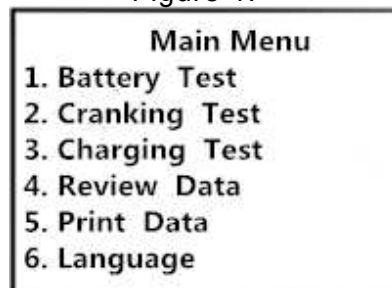 Main Menu
1. Battery Test
2. Cranking Test
3. Charging Test
4. Review Data
5. Print Data
6. Language